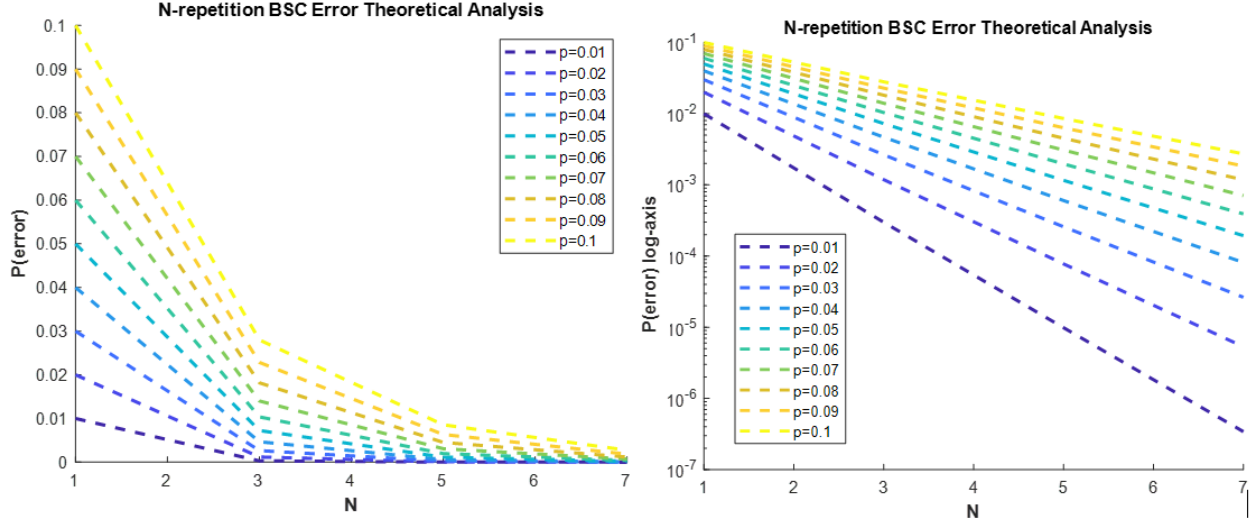 N-repetition BSC Error Theoretical Analysis
P(error)
0.1
0.09
0.08
0.07
0.06
0.05
0.04
0.03
0.02
0.01
0
1 2 3 4 5 6 7
N
p=0.01
p=0.02
p=0.03
p=0.04
p=0.05
p=0.06
p=0.07
p=0.08
p=0.09
p=0.1
N-repetition BSC Error Theoretical Analysis
P(error) log-axis
10⁻¹
10⁻²
10⁻³
10⁻⁴
10⁻⁵
10⁻⁶
10⁻⁷
1 2 3 4 5 6 7
N
p=0.01
p=0.02
p=0.03
p=0.04
p=0.05
p=0.06
p=0.07
p=0.08
p=0.09
p=0.1